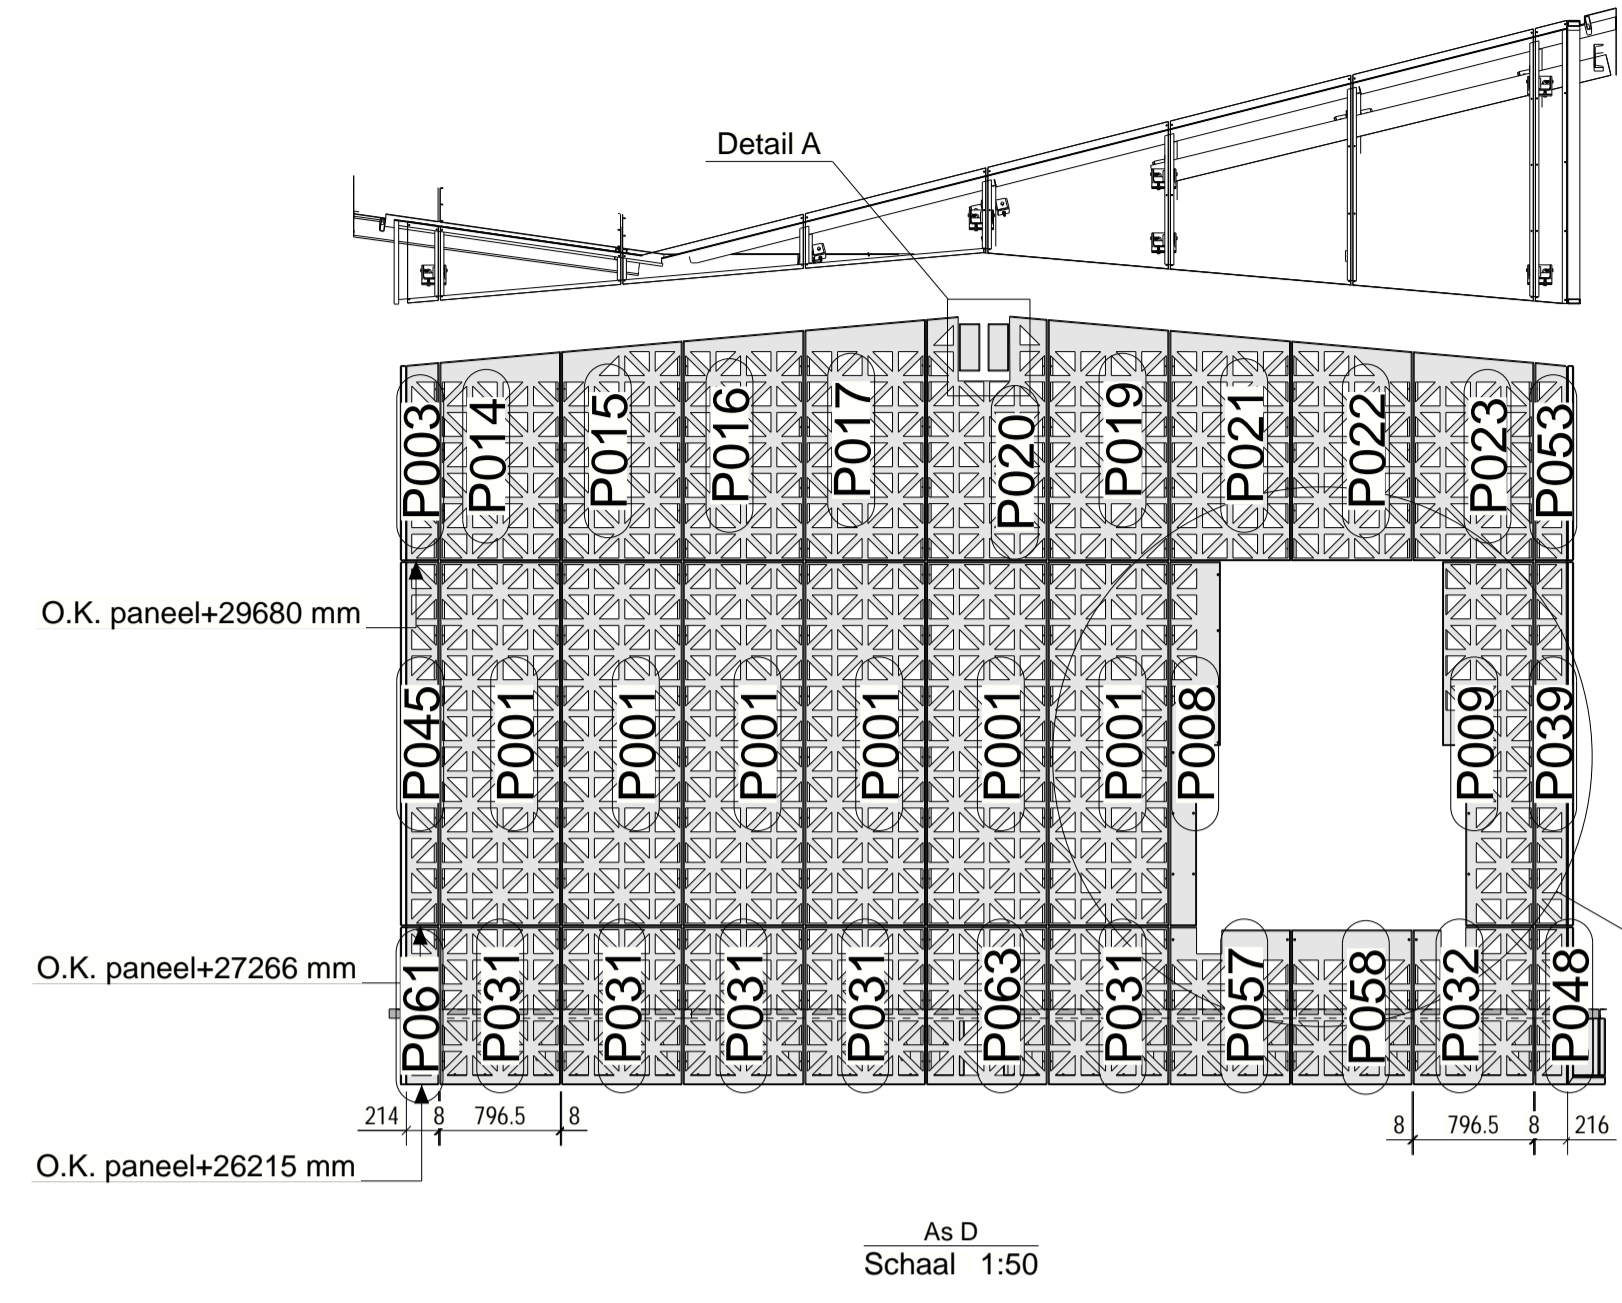 Detail A
P003
P014
P015
P016
P017
P020
P019
P021
P022
P023
P053
O.K. paneel+29680 mm
P045
P001
P001
P001
P001
P001
P001
P008
P009
P039
O.K. paneel+27266 mm
P061
P031
P031
P031
P031
P063
P031
P057
P058
P032
P048
214
8
796.5
8
8
796.5
8
216
O.K. paneel+26215 mm
As D
Schaal 1:50